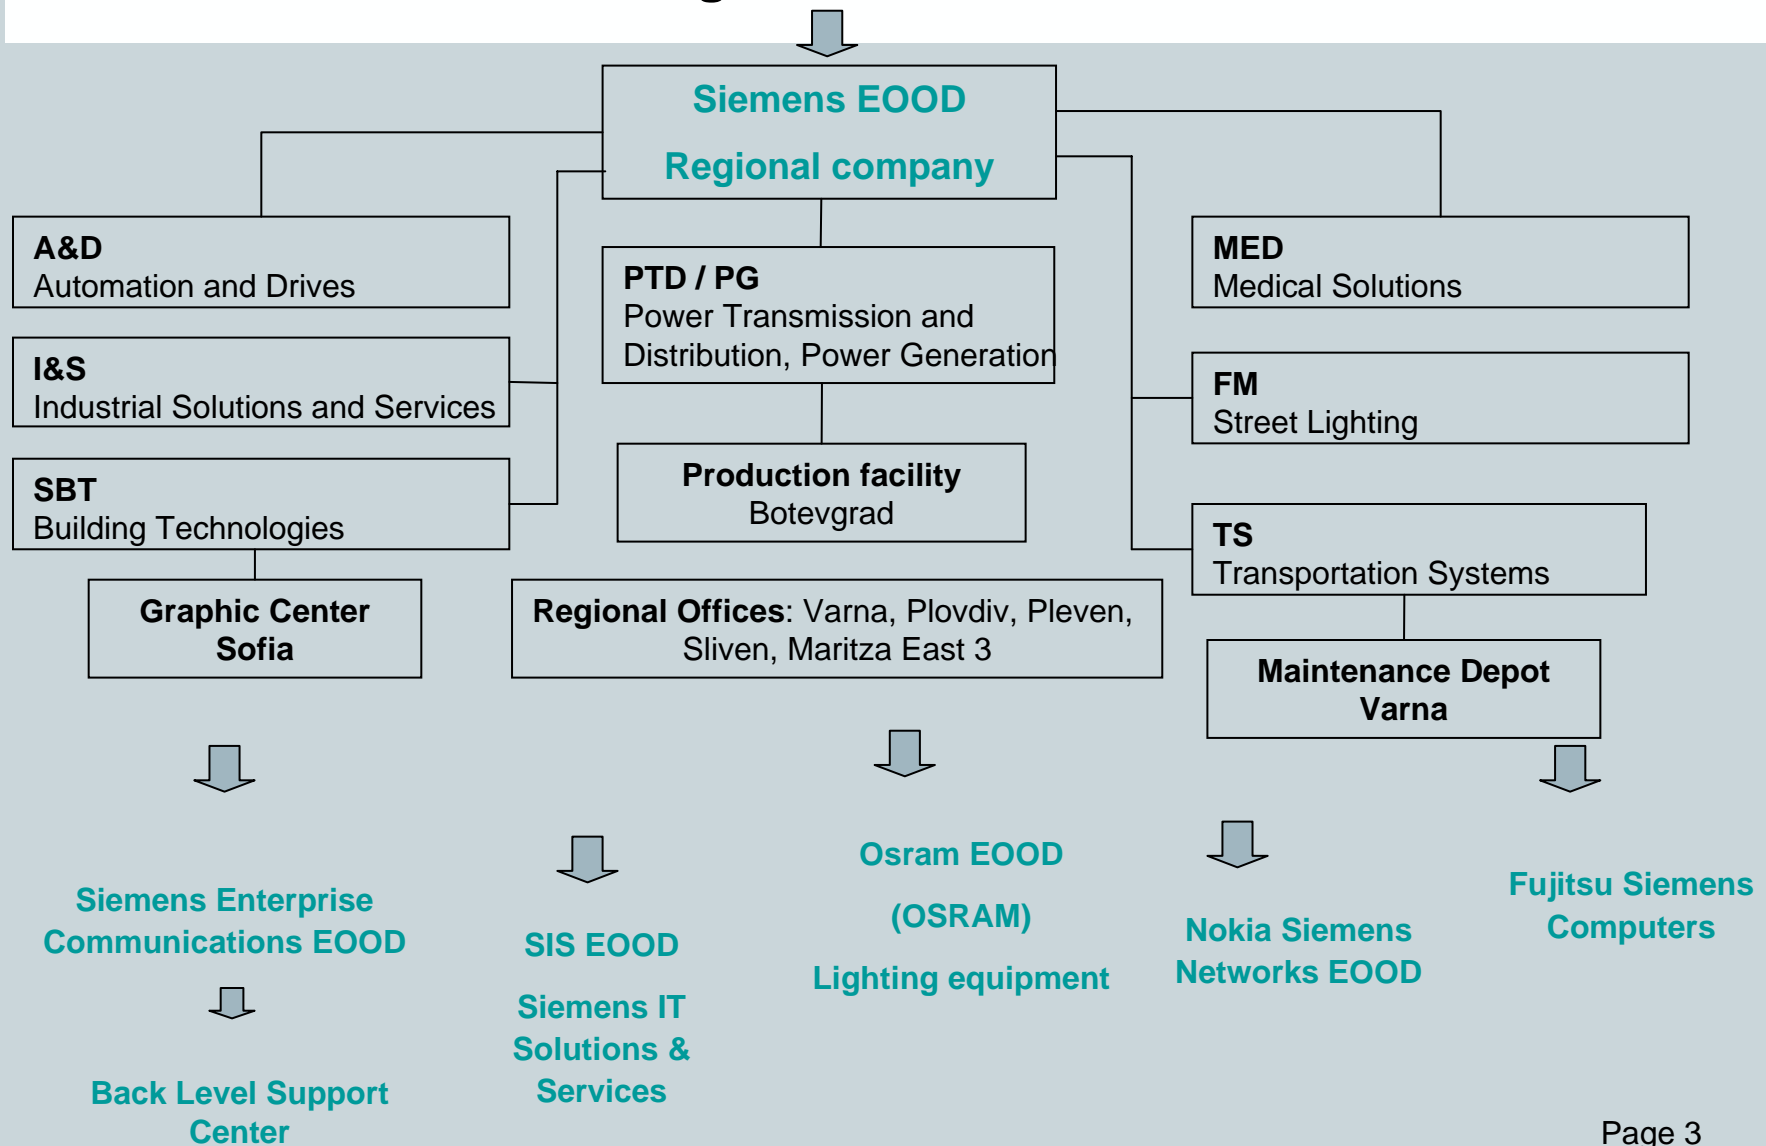 Siemens EOOD
Regional company
A&D
Automation and Drives
PTD / PG
Power Transmission and
Distribution, Power Generation
MED
Medical Solutions
I&S
Industrial Solutions and Services
FM
Street Lighting
SBT
Building Technologies
Production facility
Botevgrad
TS
Transportation Systems
Graphic Center
Sofia
Regional Offices: Varna, Plovdiv, Pleven,
Sliven, Maritza East 3
Maintenance Depot
Varna
Siemens Enterprise
Communications EOOD
Back Level Support
Center
SIS EOOD
Siemens IT
Solutions &
Services
Osram EOOD
(OSRAM)
Lighting equipment
Nokia Siemens
Networks EOOD
Fujitsu Siemens
Computers
Page 3